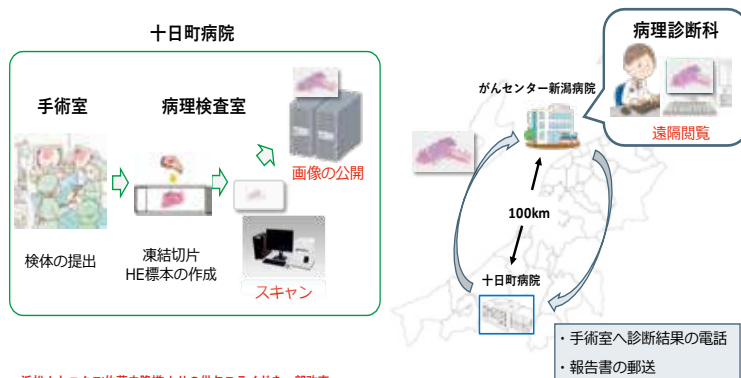 十日町病院
手術室
病理検査室
画像の公開
検体の提出
凍結切片
HE標本の作成
スキャン
病理診断科
がんセンター新潟病院
遠隔閲覧
100km
十日町病院
・手術室へ診断結果の電話
・報告書の郵送